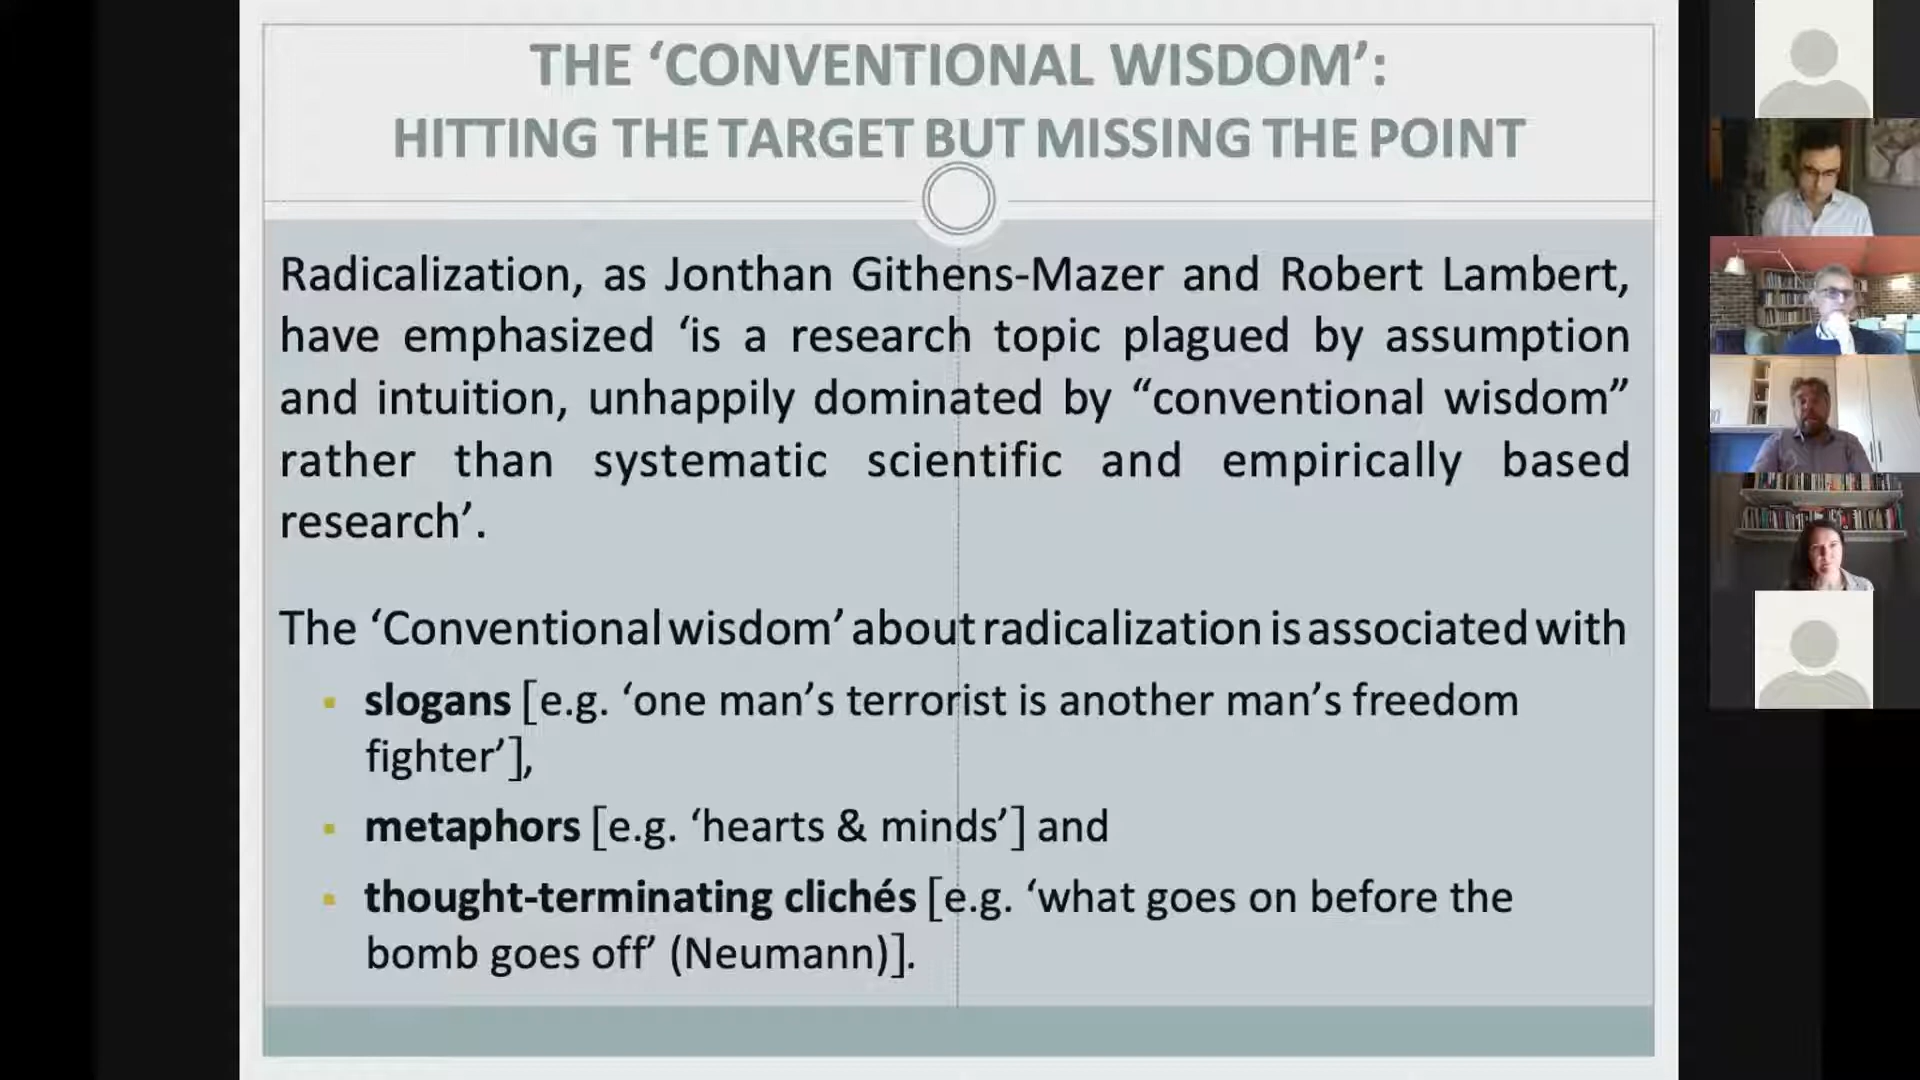 THE ‘CONVENTIONAL WISDOM’:
HITTING THE TARGET BUT MISSING THE POINT
Radicalization, as Jonthan Githens-Mazer and Robert Lambert,
have emphasized ‘is a research topic plagued by assumption
and intuition, unhappily dominated by “conventional wisdom”
rather than systematic scientific and empirically based
research’.
The ‘Conventional wisdom’ about radicalization is associated with
▪ slogans [e.g. ‘one man’s terrorist is another man’s freedom
fighter’],
▪ metaphors [e.g. ‘hearts & minds’] and
▪ thought-terminating clichés [e.g. ‘what goes on before the
bomb goes off’ (Neumann)].